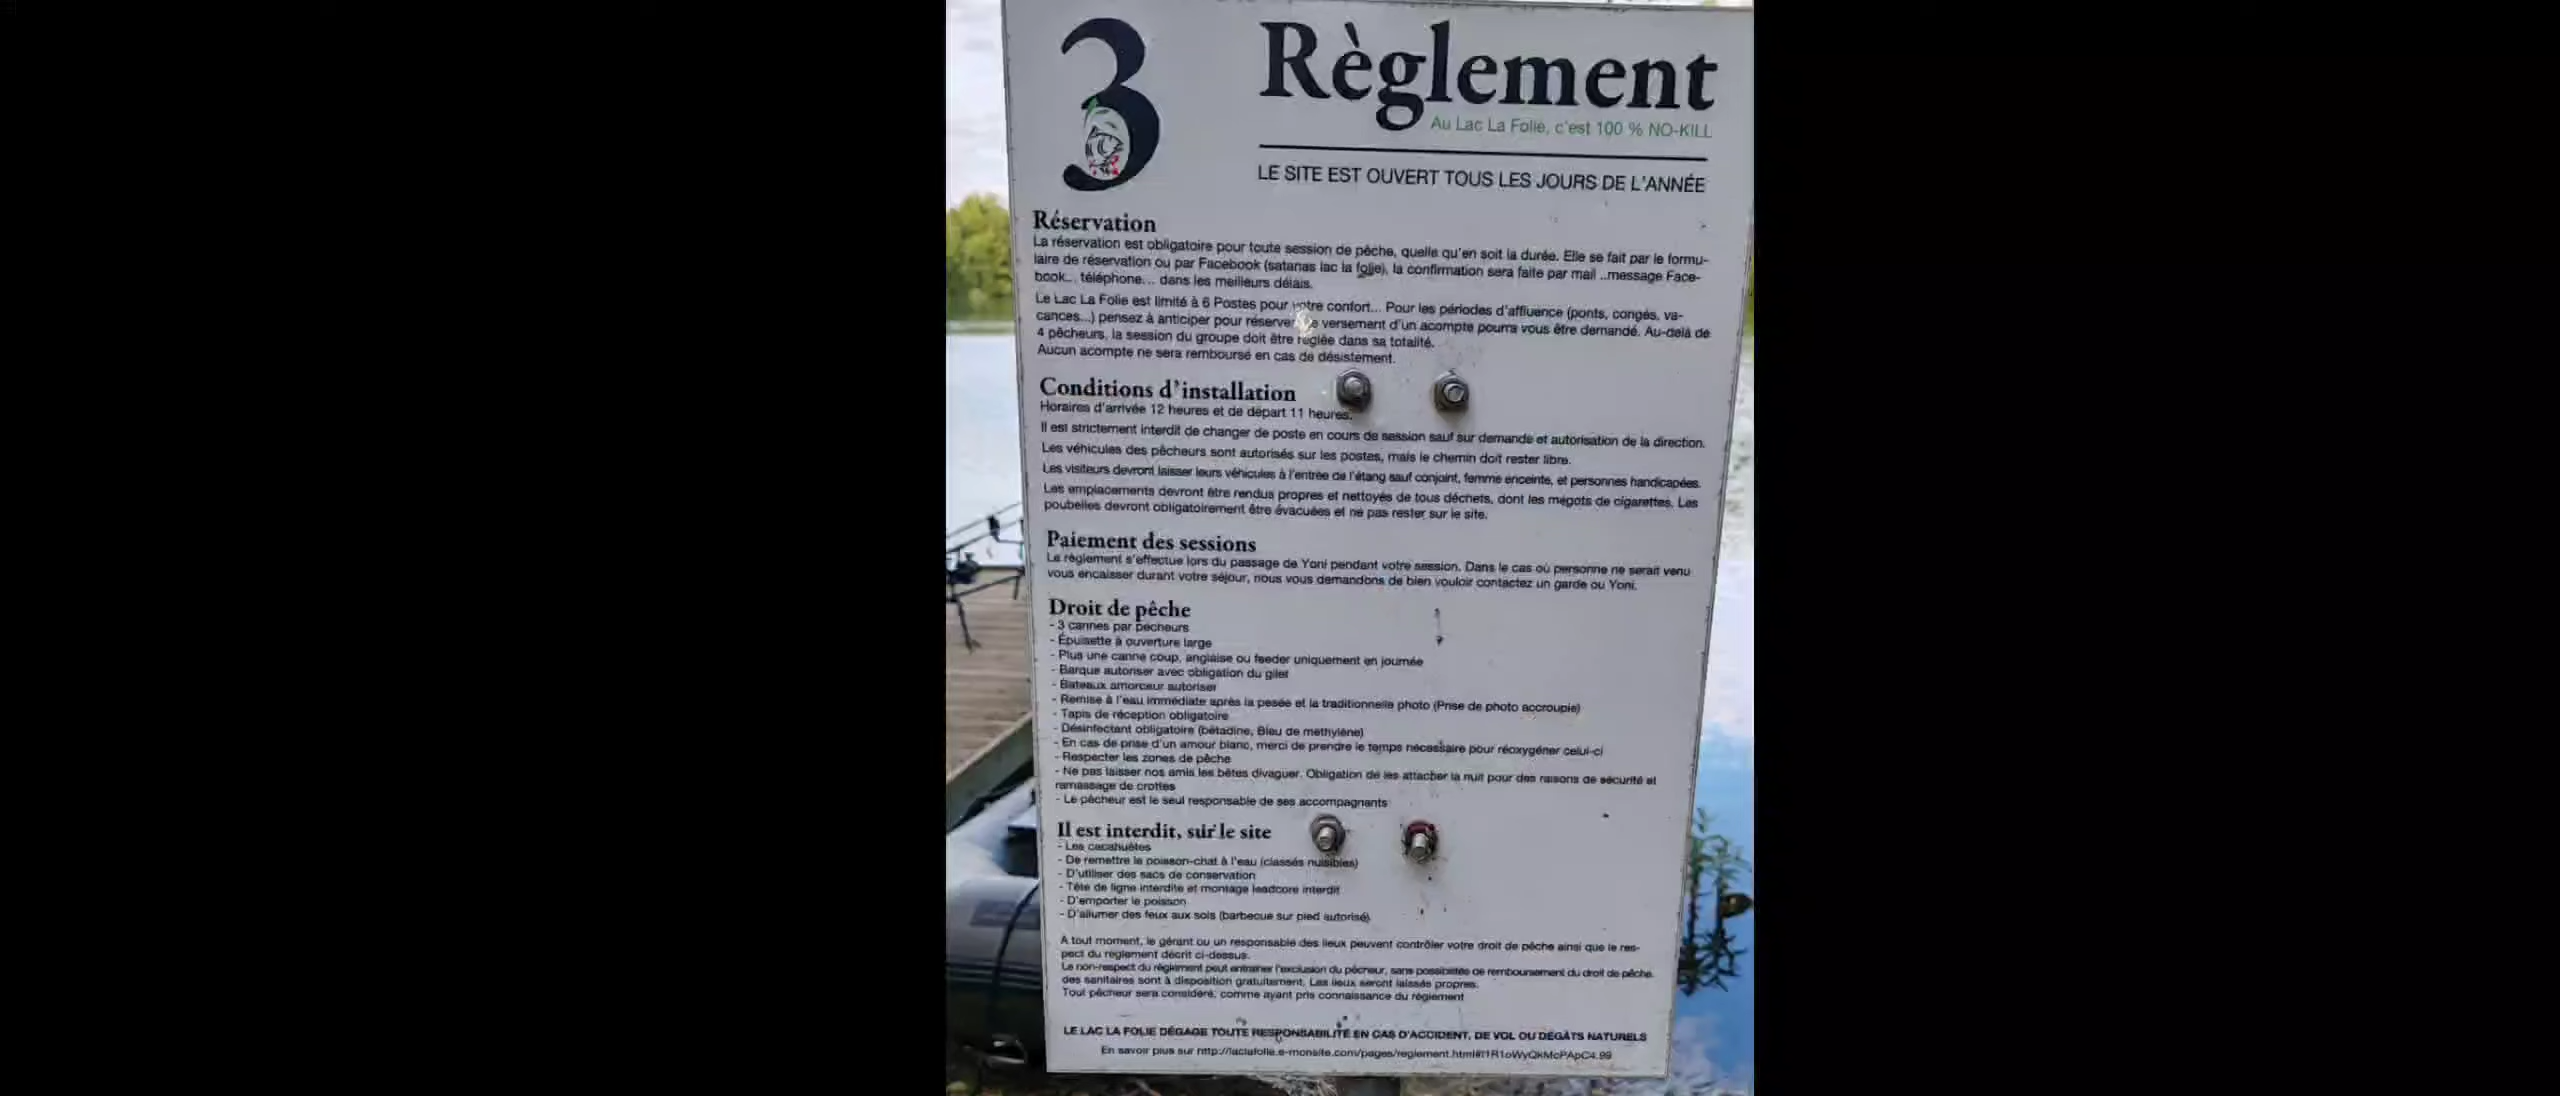 3
Règlement
Au Lac La Folie, c'est 100 % NO-KILL
LE SITE EST OUVERT TOUS LES JOURS DE L'ANNÉE
Réservation
La réservation est obligatoire pour toute session de pêche, quelle qu'en soit la durée. Elle se fait par le formu-
laire de réservation ou par Facebook (satanas lac la folie), la confirmation sera faite par mail ..message Face-
book... téléphone... dans les meilleurs délais.
Le Lac La Folie est limité à 6 Postes pour votre confort... Pour les périodes d'affluence (ponts, congés, va-
cances...) pensez à anticiper pour réserver versement d'un acompte pourra vous être demandé. Au-delà de
4 pêcheurs, la session du groupe doit être réglée dans sa totalité.
Aucun acompte ne sera remboursé en cas de désistement.
Conditions d'installation
Horaires d'arrivée 12 heures et de départ 11 heures.
Il est strictement interdit de changer de poste en cours de session sauf sur demande et autorisation de la direction.
Les véhicules des pêcheurs sont autorisés sur les postes, mais le chemin doit rester libre.
Les visiteurs devront laisser leurs véhicules à l'entrée de l'étang sauf conjoint, femme enceinte, et personnes handicapées.
Les emplacements devront être rendus propres et nettoyés de tous déchets, dont les mégots de cigarettes. Les
poubelles devront obligatoirement être évacuées et ne pas rester sur le site.
Paiement des sessions
Le règlement s'effectue lors du passage de Yoni pendant votre session. Dans le cas où personne ne serait venu
vous encaisser durant votre séjour, nous vous demandons de bien vouloir contactez un garde ou Yoni.
Droit de pêche
- 3 cannes par pêcheurs
- Épuisette à ouverture large
- Plus une canne coup, anglaise ou feeder uniquement en journée
- Barque autoriser avec obligation du gilet
- Bateaux amorceur autoriser
- Remise à l'eau immédiate après la pesée et la traditionnelle photo (Prise de photo accroupie)
- Tapis de réception obligatoire
- Désinfectant obligatoire (bétadine, Bleu de méthylène)
- En cas de prise d'un amour blanc, merci de prendre le temps nécessaire pour réoxygéner celui-ci
- Respecter les zones de pêche
- Ne pas laisser nos amis les bêtes divaguer. Obligation de les attacher la nuit pour des raisons de sécurité et
ramassage de crottes
- Le pêcheur est le seul responsable de ses accompagnants
Il est interdit, sur le site
- Les cacahuètes
- De remettre le poisson-chat à l'eau (classés nuisibles)
- D'utiliser des sacs de conservation
- Tête de ligne interdite et montage leadcore interdit
- D'emporter le poisson
- D'allumer des feux aux sols (barbecue sur pied autorisé)
A tout moment, le gérant ou un responsable des lieux peuvent contrôler votre droit de pêche ainsi que le res-
pect du règlement décrit ci-dessus.
Le non-respect du règlement peut entraîner l'exclusion du pêcheur, sans possibilités de remboursement du droit de pêche.
des sanitaires sont à disposition gratuitement. Les lieux seront laissés propres.
Tout pêcheur sera considéré, comme ayant pris connaissance du règlement
LE LAC LA FOLIE DÉGAGE TOUTE RESPONSABILITÉ EN CAS D'ACCIDENT, DE VOL OU DÉGÂTS NATURELS
En savoir plus sur http://laclafolie.e-monsite.com/pages/reglement.html#t1R1oWyQkMcPApC4.99